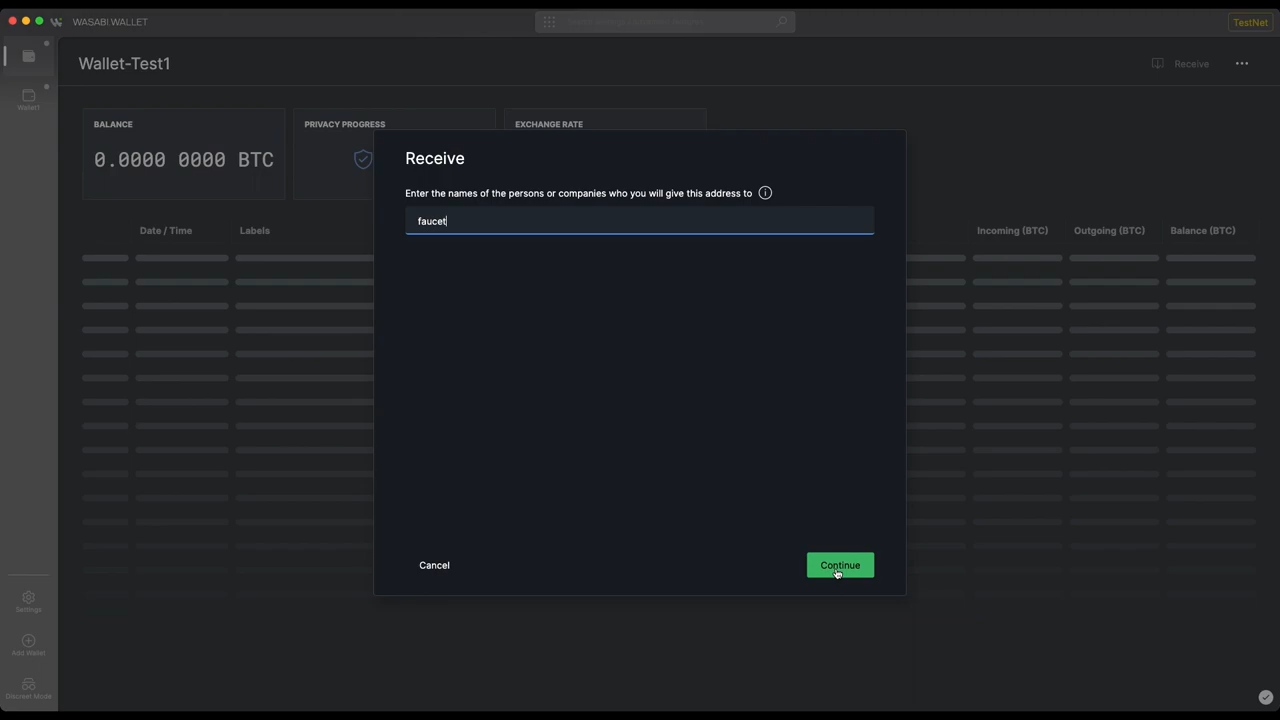 WASABI WALLET
TestNet
Wallet-Test1
Receive
BALANCE
PRIVACY PROGRESS
EXCHANGE RATE
0.0000 0000 BTC
Receive
Enter the names of the persons or companies who you will give this address to
faucet
Date / Time
Labels
Incoming (BTC)
Outgoing (BTC)
Balance (BTC)
Cancel
Continue
Settings
Add Wallet
Discreet Mode